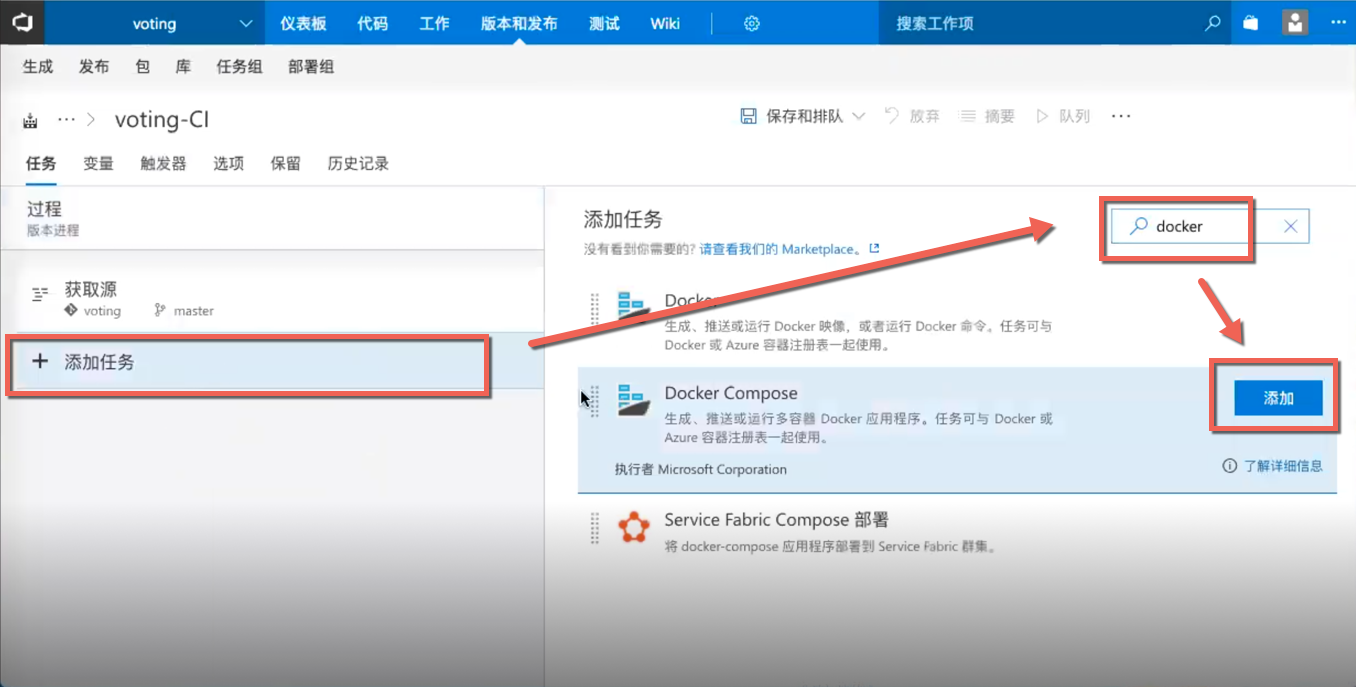 voting 仪表板 代码 工作 版本和发布 测试 Wiki 搜索工作项
生成 发布 包 库 任务组 部署组
voting-CI
保存和排队 放弃 摘要 队列
任务 变量 触发器 选项 保留 历史记录
过程
版本进程
获取源
voting master
添加任务
添加任务
没有看到你需要的? 请查看我们的 Marketplace。
docker
Docker
生成、推送或运行 Docker 映像，或者运行 Docker 命令。任务可与
Docker 或 Azure 容器注册表一起使用。
Docker Compose
生成、推送或运行多容器 Docker 应用程序。任务可与 Docker 或
Azure 容器注册表一起使用。
执行者 Microsoft Corporation
添加
了解详细信息
Service Fabric Compose 部署
将 docker-compose 应用程序部署到 Service Fabric 群集。